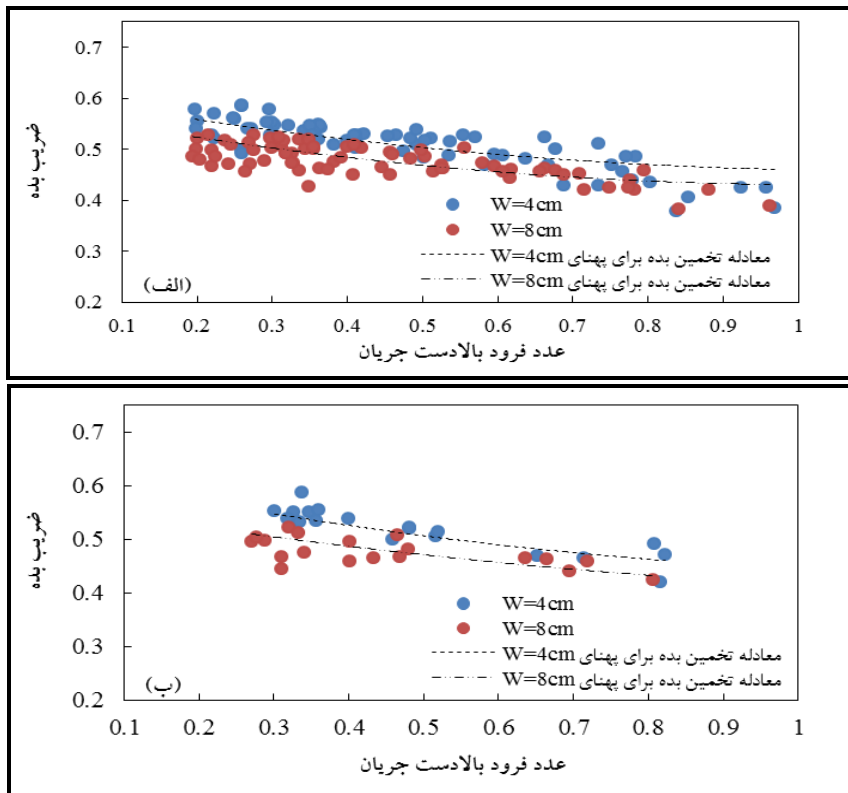 0.7
0.6
0.5
0.4
0.3
0.2
ضریب بده
W=4cm
W=8cm
معادله تخمین بده برای پهنای W=4cm
معادله تخمین بده برای پهنای W=8cm
(الف)
0.1 0.2 0.3 0.4 0.5 0.6 0.7 0.8 0.9 1
عدد فرود بالادست جریان
0.7
0.6
0.5
0.4
0.3
0.2
ضریب بده
W=4cm
W=8cm
معادله تخمین بده برای پهنای W=4cm
معادله تخمین بده برای پهنای W=8cm
(ب)
0.1 0.2 0.3 0.4 0.5 0.6 0.7 0.8 0.9 1
عدد فرود بالادست جریان